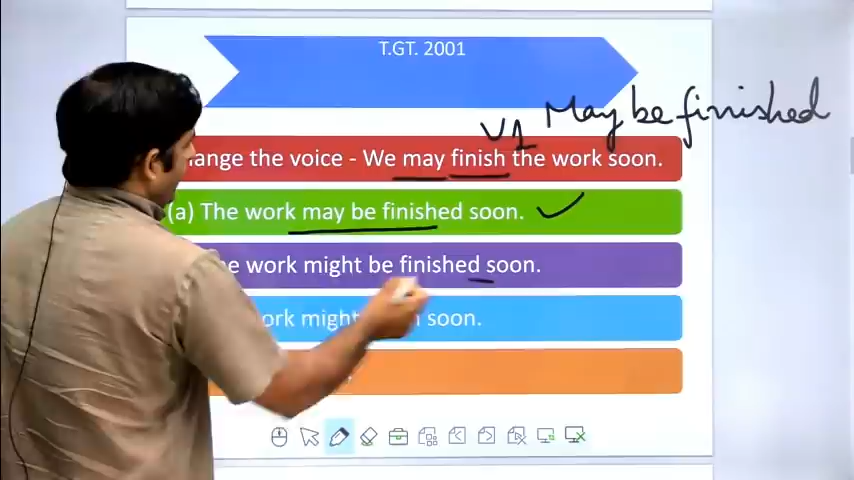 T.GT. 2001
May be finished
V1
ange the voice - We may finish the work soon.
(a) The work may be finished soon.
e work might be finished soon.
ork might soon.